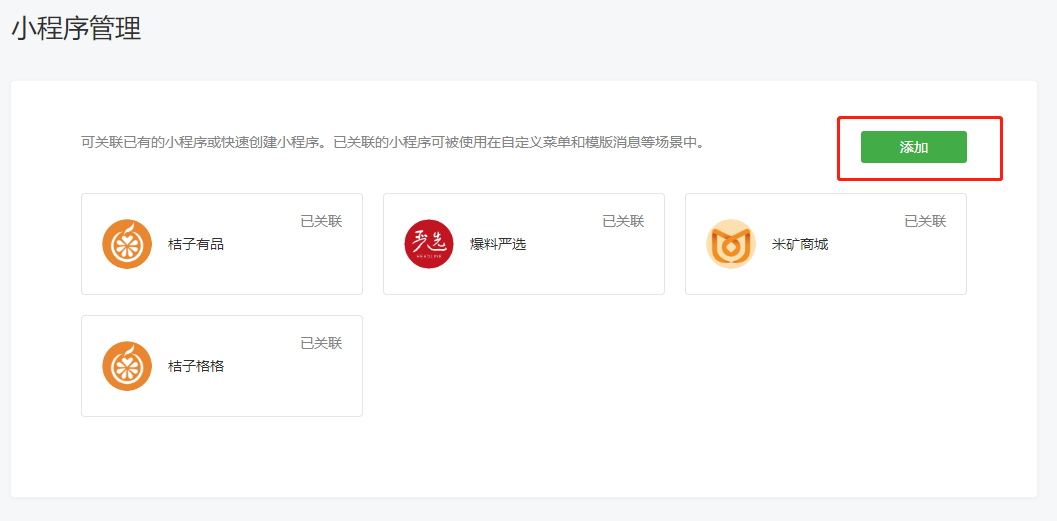 小程序管理
可关联已有的小程序或快速创建小程序。已关联的小程序可被使用在自定义菜单和模版消息等场景中。
添加
已关联
桔子有品
已关联
严选
HEADLINE
爆料严选
已关联
米矿商城
已关联
桔子格格